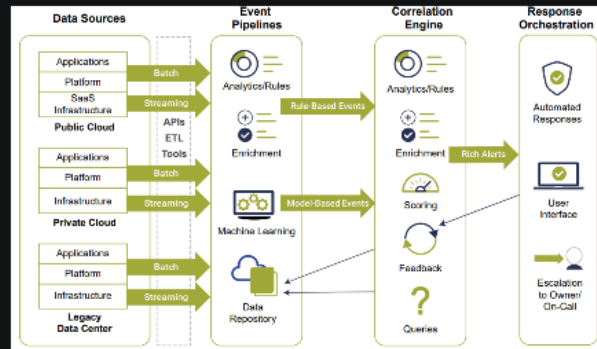 Data Sources
Event
Pipelines
Correlation
Engine
Response
Orchestration
Applications
Platform
SaaS
Infrastructure
Public Cloud
Applications
Platform
Infrastructure
Private Cloud
Applications
Platform
Infrastructure
Legacy
Data Center
Batch
Streaming
Batch
Streaming
Batch
Streaming
APIs
ETL
Tools
Analytics/Rules
Enrichment
Machine Learning
Data
Repository
Rule-Based Events
Model-Based Events
Analytics/Rules
Enrichment
Scoring
Feedback
Queries
Rich Alerts
Automated
Responses
User
Interface
Escalation
to Owner/
On-Call